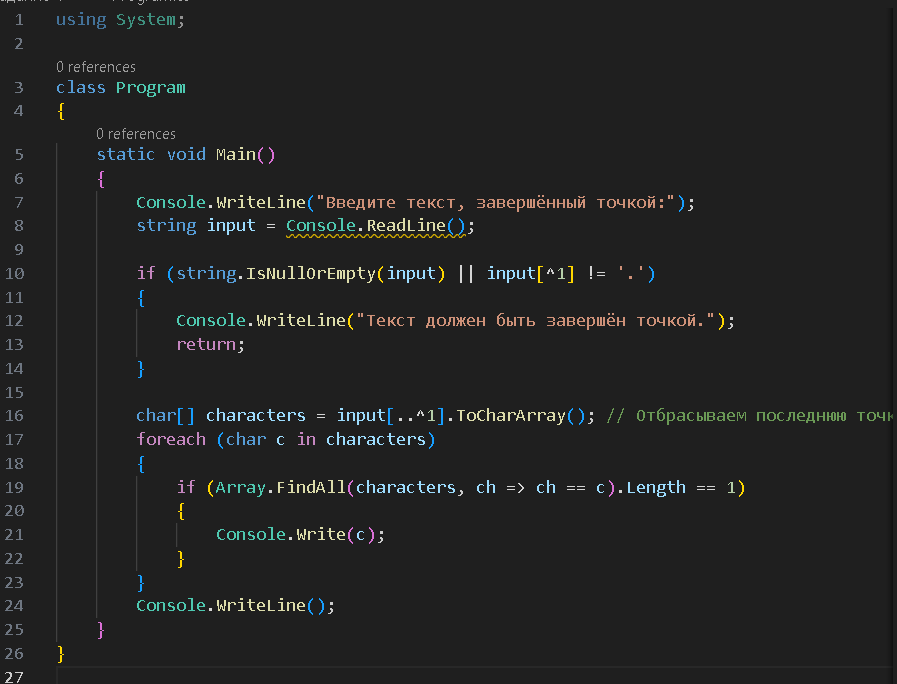 1 using System;
2
0 references
3 class Program
4 {
0 references
5 static void Main()
6 {
7 Console.WriteLine("Введите текст, завершённый точкой:");
8 string input = Console.ReadLine();
9
10 if (string.IsNullOrEmpty(input) || input[^1] != '.')
11 {
12 Console.WriteLine("Текст должен быть завершён точкой.");
13 return;
14 }
15
16 char[] characters = input[..^1].ToCharArray(); // Отбрасываем последнюю
17 foreach (char c in characters)
18 {
19 if (Array.FindAll(characters, ch => ch == c).Length == 1)
20 {
21 Console.Write(c);
22 }
23 }
24 Console.WriteLine();
25 }
26 }
27